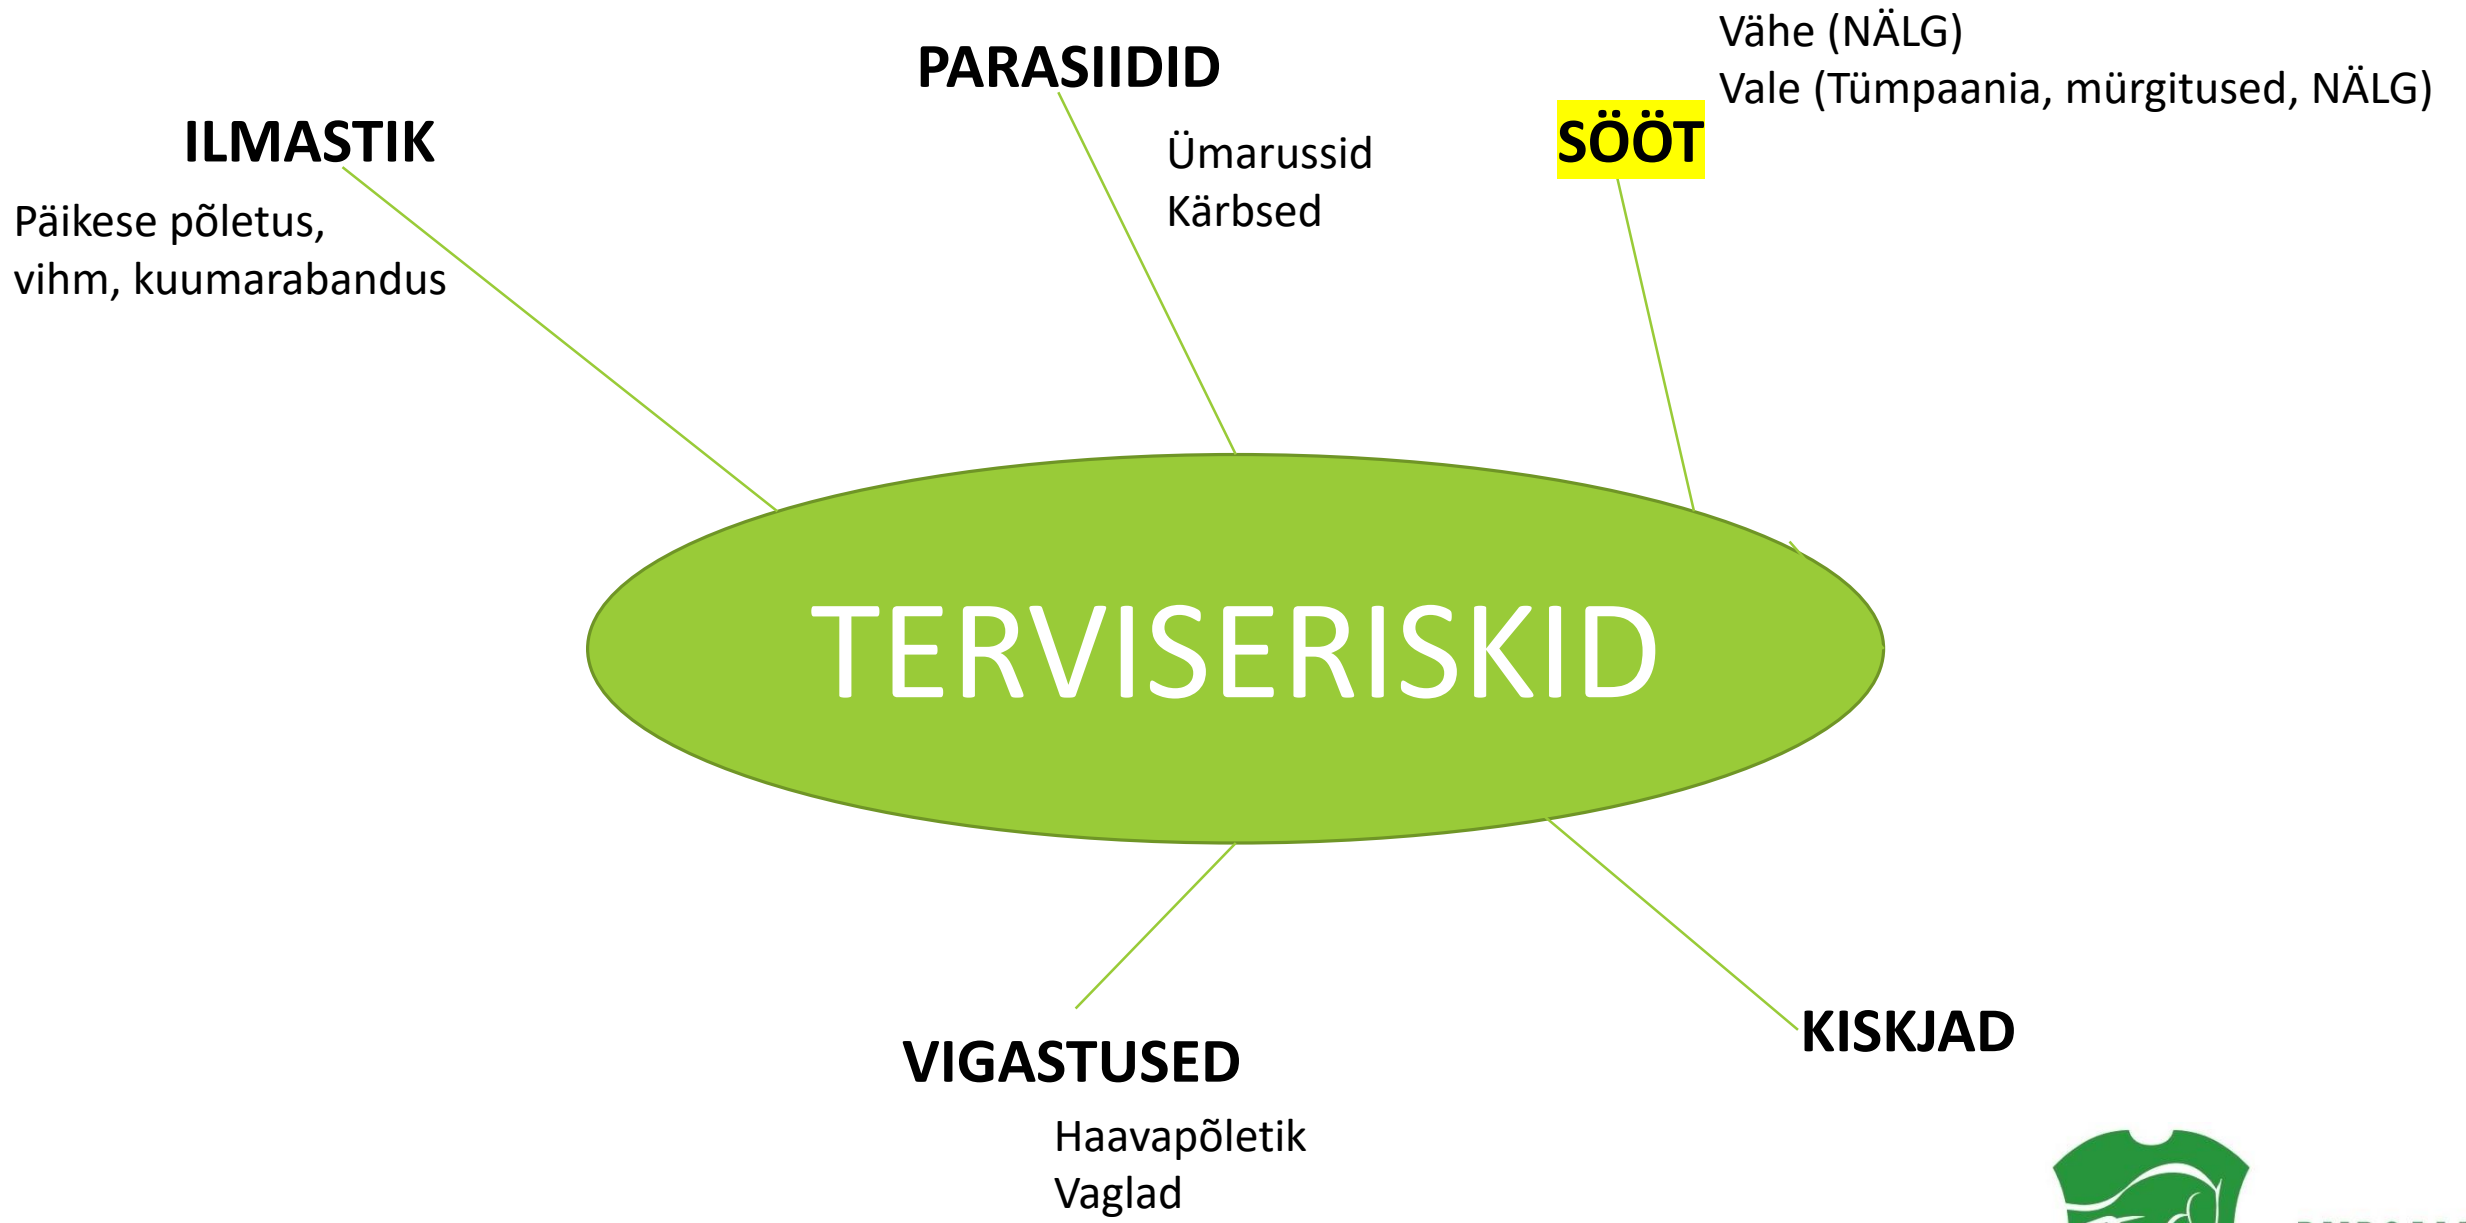 Vähe (NÄLG)
Vale (Tümpaania, mürgitused, NÄLG)
PARASIIDID
SÖÖT
ILMASTIK
Ümarussid
Kärbsed
Päikese põletus,
vihm, kuumarabandus
TERVISERISKID
KISKJAD
VIGASTUSED
Haavapõletik
Vaglad